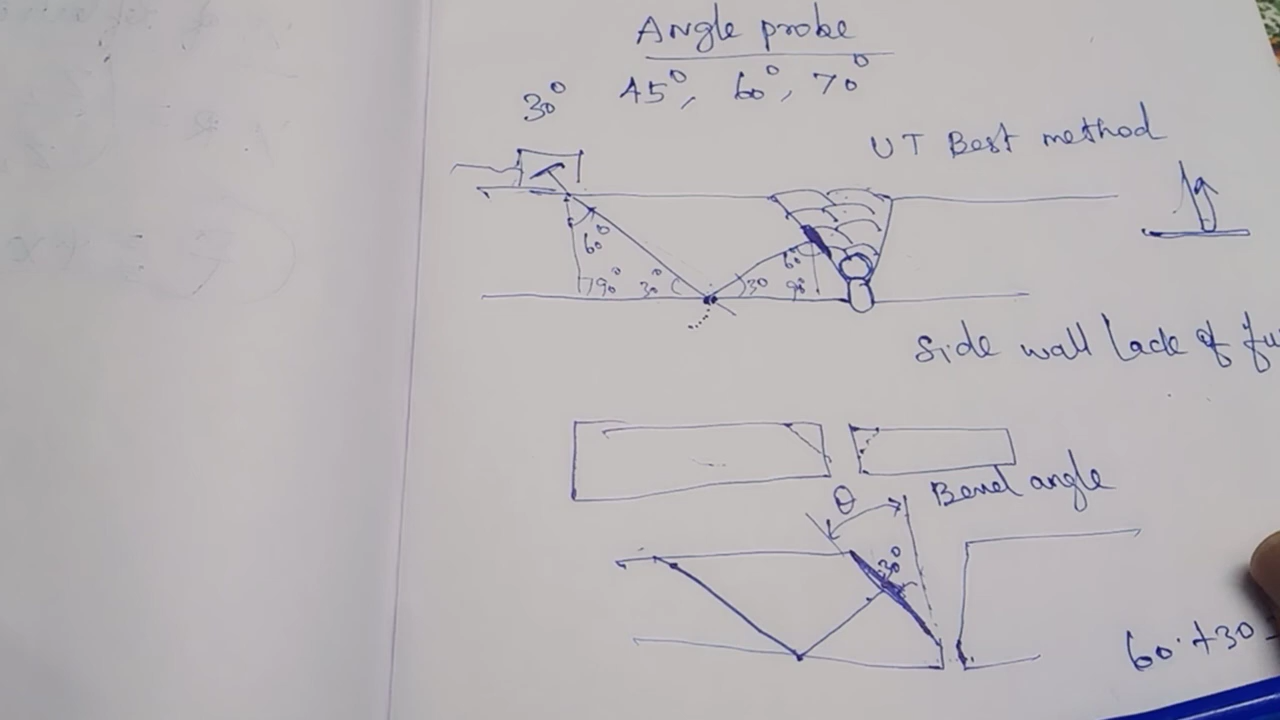 Angle probe
30° 45°, 60°, 70°
UT Best method
60°
90° 30° 30 90
60
Side wall lack of fu
Bevel angle
θ
30°
60°+30